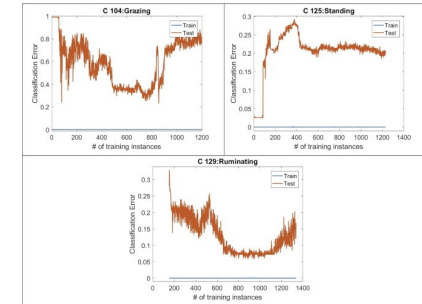 C 104:Grazing
Train
Test
Classification Error
1
0.8
0.6
0.4
0.2
0
0 200 400 600 800 1000 1200
# of training instances
C 125:Standing
Train
Test
Classification Error
0.3
0.25
0.2
0.15
0.1
0.05
0
0 200 400 600 800 1000 1200 1400
# of training instances
C 129:Ruminating
Train
Test
Classification Error
0.3
0.25
0.2
0.15
0.1
0.05
0
0 200 400 600 800 1000 1200 1400
# of training instances